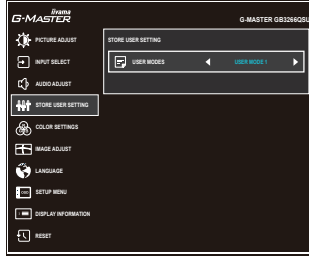 iiyama
G-MASTER
G-MASTER GB3266QSU
PICTURE ADJUST
INPUT SELECT
AUDIO ADJUST
STORE USER SETTING
COLOR SETTINGS
IMAGE ADJUST
LANGUAGE
OSD
SETUP MENU
DISPLAY INFORMATION
RESET
STORE USER SETTING
USER MODES
USER MODE 1